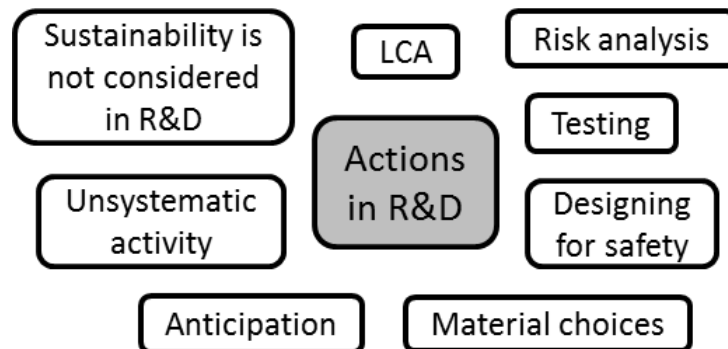 Sustainability is
not considered
in R&D
LCA
Risk analysis
Testing
Actions
in R&D
Unsystematic
activity
Designing
for safety
Anticipation
Material choices